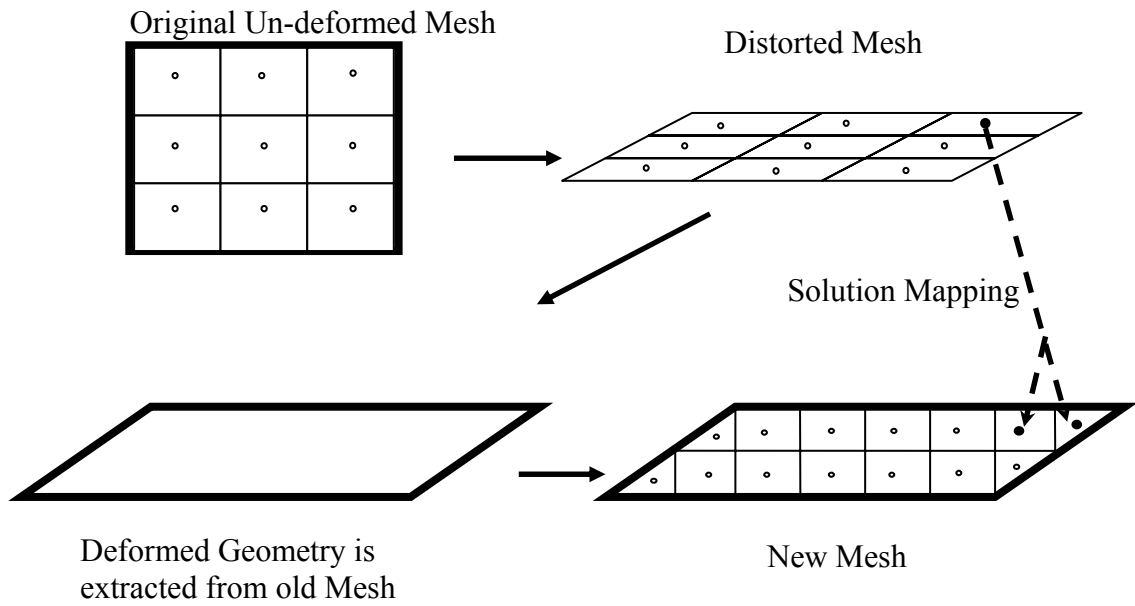 Original Un-deformed Mesh
Distorted Mesh
Solution Mapping
Deformed Geometry is
extracted from old Mesh
New Mesh